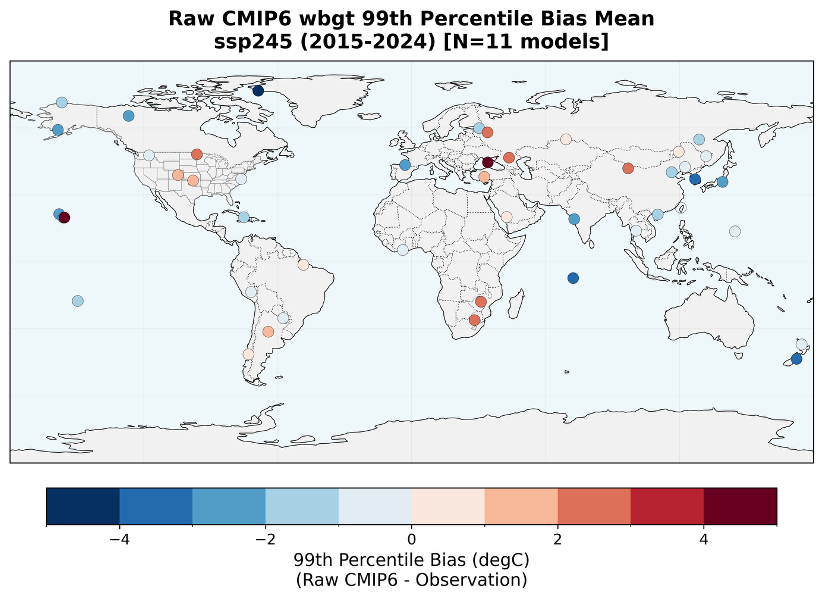 Raw CMIP6 wbgt 99th Percentile Bias Mean
ssp245 (2015-2024) [N=11 models]
−4 −2 0 2 4
99th Percentile Bias (degC)
(Raw CMIP6 - Observation)